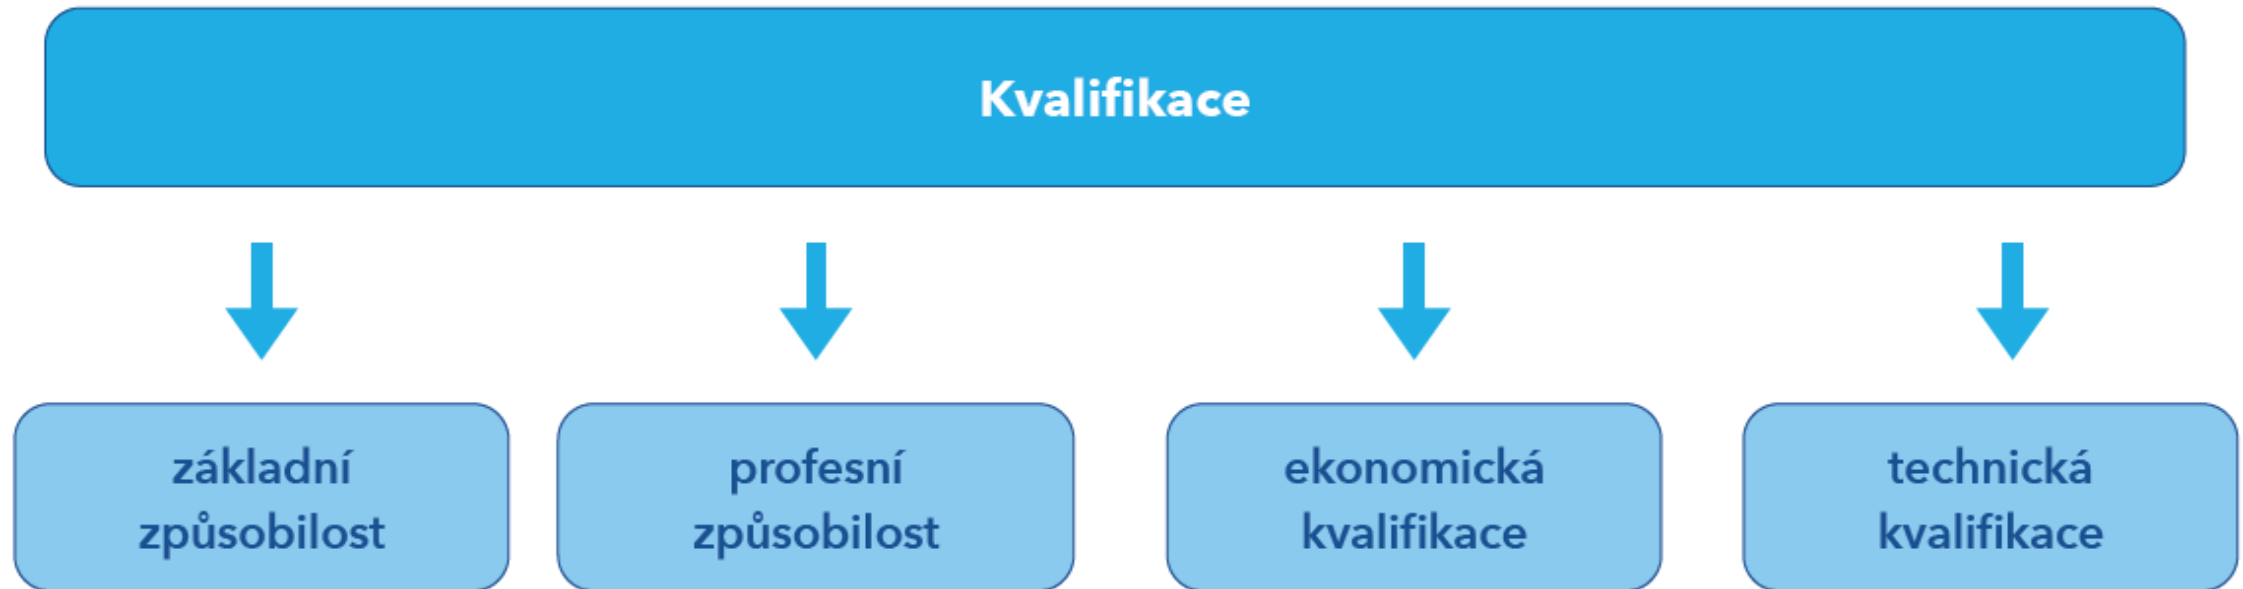 Kvalifikace
základní
způsobilost
profesní
způsobilost
ekonomická
kvalifikace
technická
kvalifikace